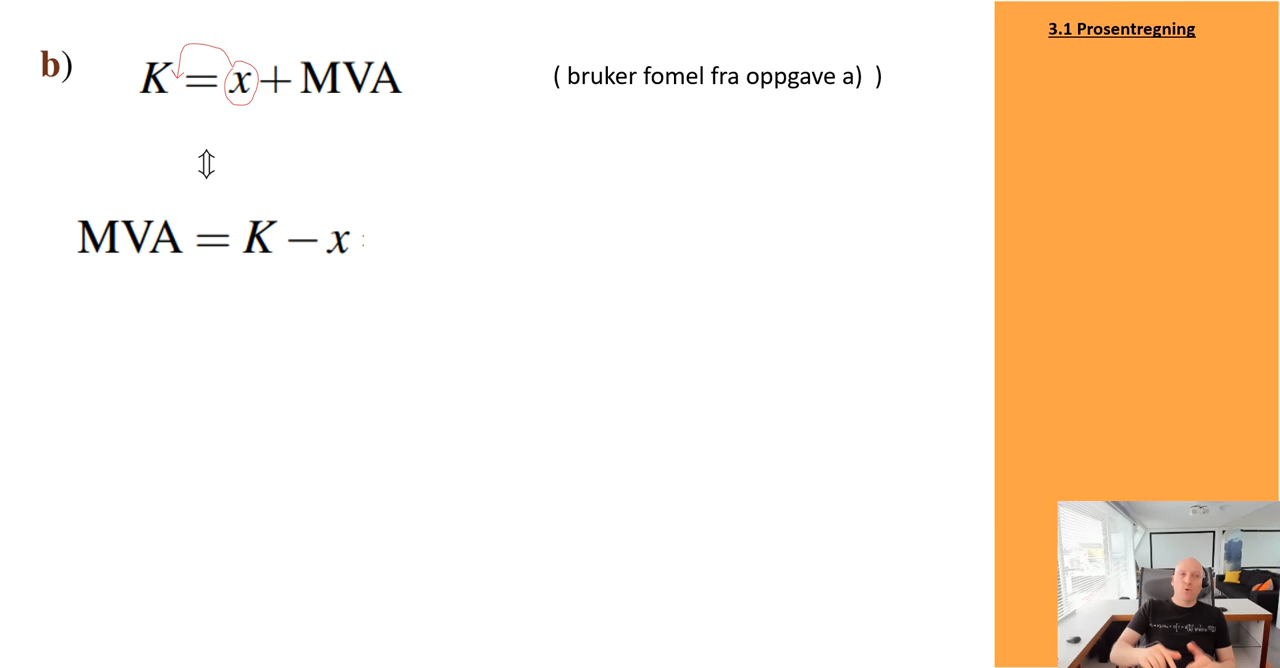 3.1 Prosentregning
b) K = x + MVA ( bruker fomel fra oppgave a) )
⇕
MVA = K − x